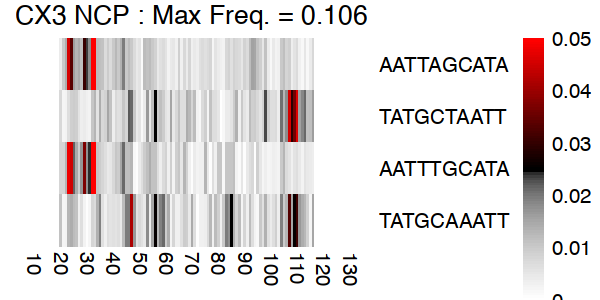 CX3 NCP : Max Freq. = 0.106
AATTAGCATA
TATGCTAATT
AATTTGCATA
TATGCAAATT
0.05
0.04
0.03
0.02
0.01
0
10 20 30 40 50 60 70 80 90 100 110 120 130